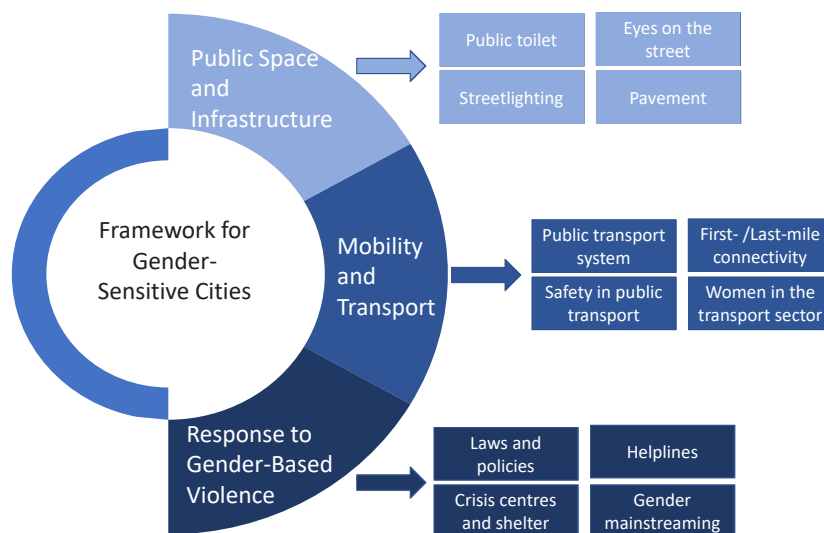 Public Space
and
Infrastructure
Public toilet
Eyes on the
street
Streetlighting
Pavement
Framework for
Gender-
Sensitive Cities
Mobility
and
Transport
Public transport
system
First- /Last-mile
connectivity
Safety in public
transport
Women in the
transport sector
Response to
Gender-Based
Violence
Laws and
policies
Helplines
Crisis centres
and shelter
Gender
mainstreaming